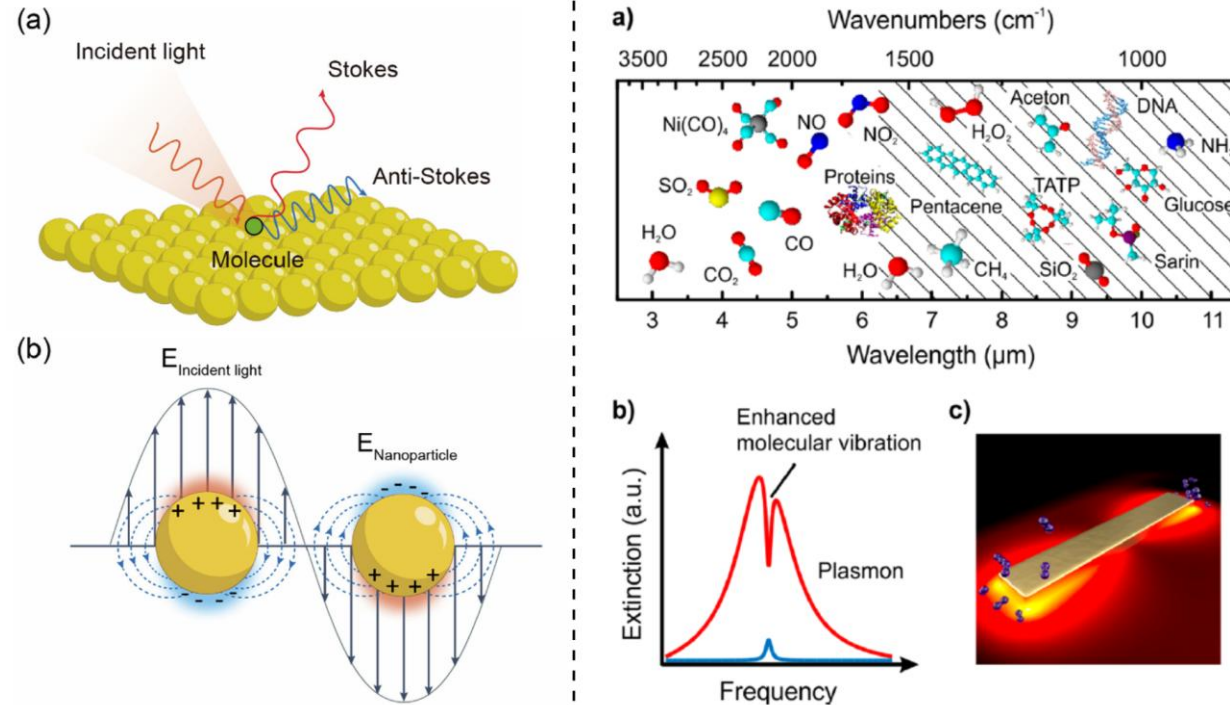 (a)
Incident light
Stokes
Anti-Stokes
Molecule
(b)
E Incident light
E Nanoparticle
+ + + +
- - - -
- - - -
+ + + +
a)
Wavenumbers (cm⁻¹)
3500 2500 2000 1500 1000
Ni(CO)₄
NO
NO₂
H₂O₂
Aceton
DNA
SO₂
Proteins
Pentacene
TATP
Glucose
H₂O
CO₂
CO
H₂O
CH₄
SiO₂
Sarin
3 4 5 6 7 8 9 10 11
Wavelength (µm)
b)
Enhanced
molecular vibration
Plasmon
Extinction (a.u.)
Frequency
c)